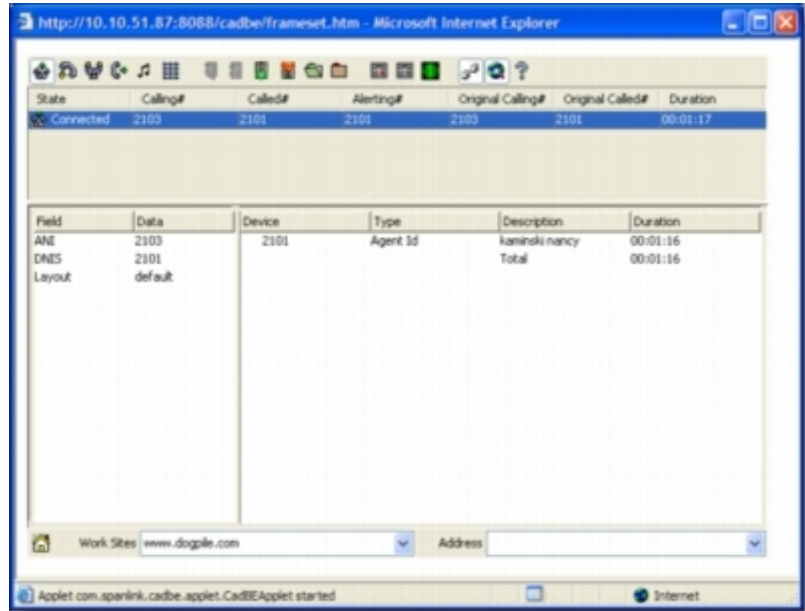 http://10.10.51.87:8088/cadbe/frameset.htm - Microsoft Internet Explorer
State Calling# Called# Alerting# Original Calling# Original Called# Duration
Connected 2103 2101 2101 2103 2101 00:01:17
Field Data Device Type Description Duration
ANI 2103 2101 Agent Id kaminski nancy 00:01:16
DNIS 2101 Total 00:01:16
Layout default
Work Sites www.dogpile.com Address
Applet com.spanlink.cadbe.applet.CadBEApplet started Internet